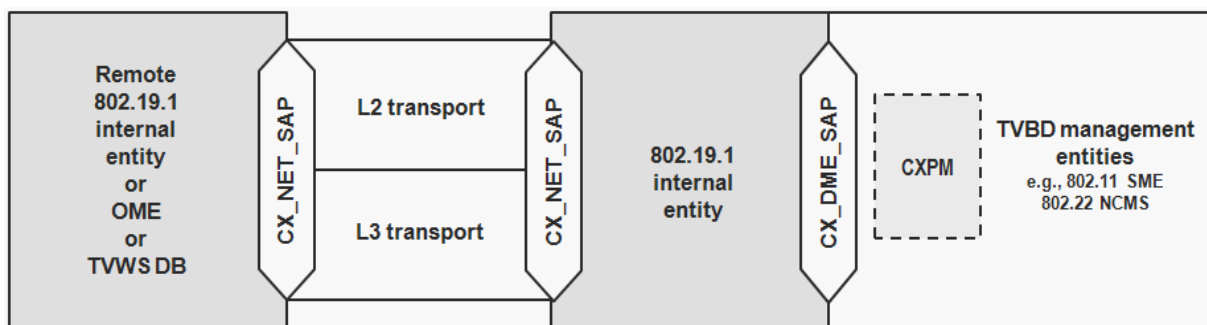 Remote
802.19.1
internal
entity
or
OME
or
TVWS DB
CX_NET_SAP
L2 transport
L3 transport
CX_NET_SAP
802.19.1
internal
entity
CX_DME_SAP
CXPM
TVBD management
entities
e.g., 802.11 SME
802.22 NCMS